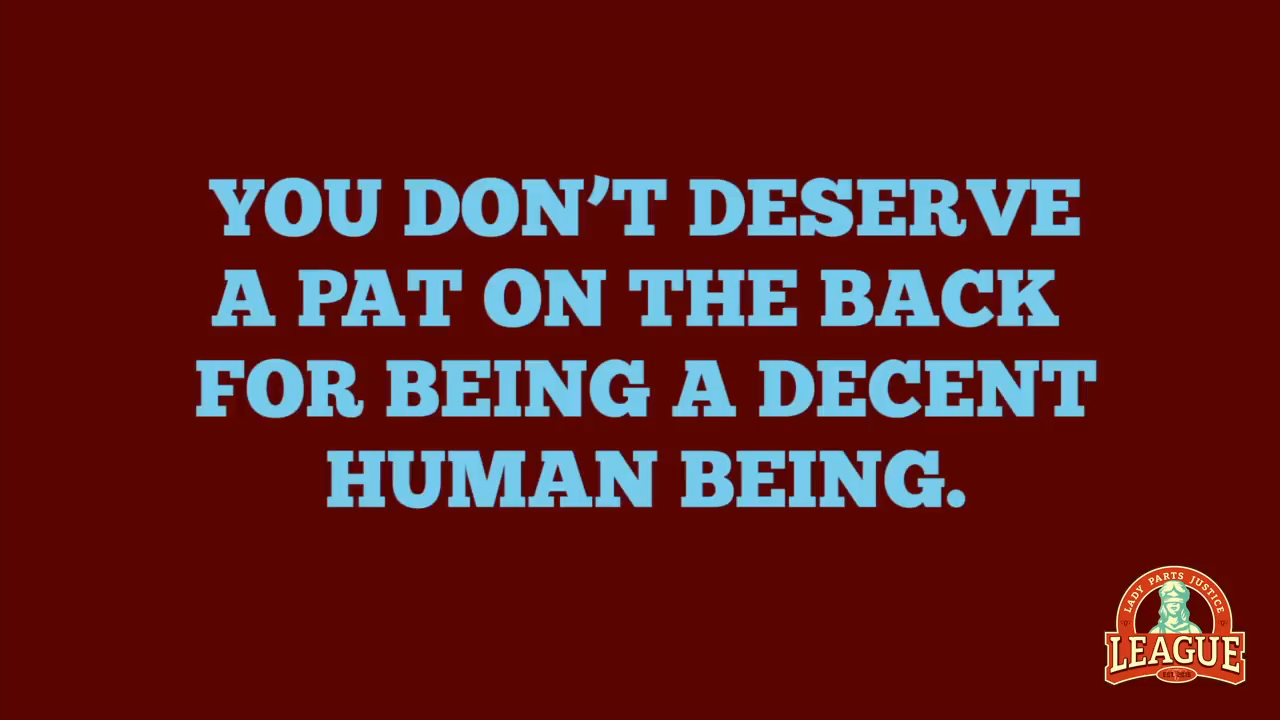 YOU DON'T DESERVE
A PAT ON THE BACK
FOR BEING A DECENT
HUMAN BEING.
LADY PARTS JUSTICE
LEAGUE